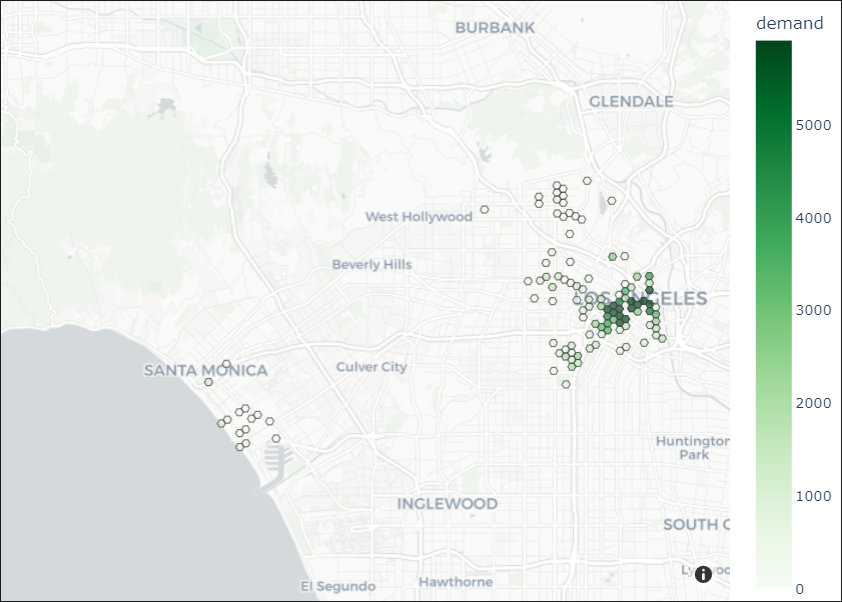 demand
BURBANK
GLENDALE
5000
West Hollywood
4000
Beverly Hills
LOS ANGELES
3000
SANTA MONICA
Culver City
2000
Huntington
Park
1000
INGLEWOOD
SOUTH G
Hawthorne
El Segundo
0